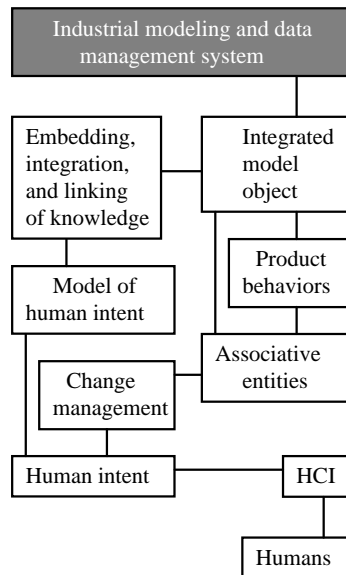 Industrial modeling and data
management system
Embedding,
integration,
and linking
of knowledge
Integrated
model
object
Product
behaviors
Model of
human intent
Associative
entities
Change
management
Human intent
HCI
Humans